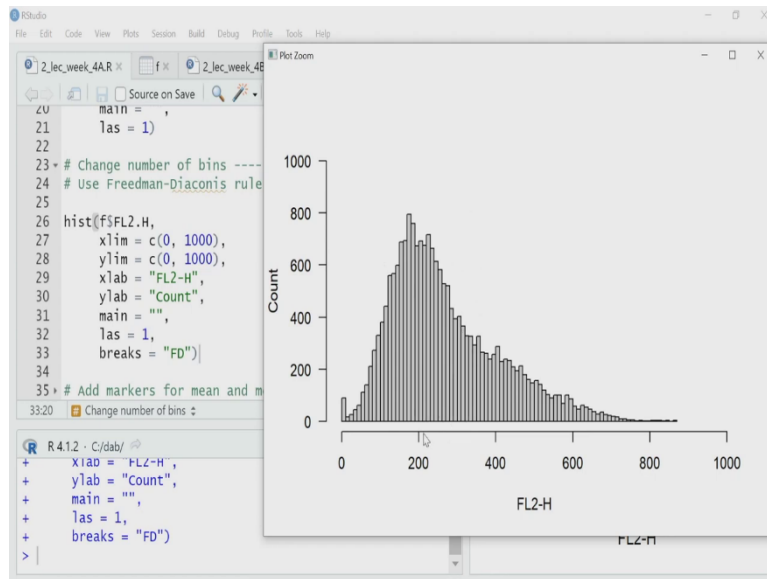 RStudio
File Edit Code View Plots Session Build Debug Profile Tools Help
2_lec_week_4A.R f 2_lec_week_4B
Source on Save
20 main = ,
21 las = 1)
22
23 # Change number of bins ----
24 # Use Freedman-Diaconis rule
25
26 hist(f$FL2.H,
27 xlim = c(0, 1000),
28 ylim = c(0, 1000),
29 xlab = "FL2-H",
30 ylab = "Count",
31 main = "",
32 las = 1,
33 breaks = "FD")
34
35 # Add markers for mean and m
33:20 # Change number of bins
R 4.1.2 · C:/dab/
+ xlab = "FL2-H",
+ ylab = "Count",
+ main = "",
+ las = 1,
+ breaks = "FD")
>
Plot Zoom
1000
800
600
400
200
0
Count
0 200 400 600 800 1000
FL2-H
FL2-H